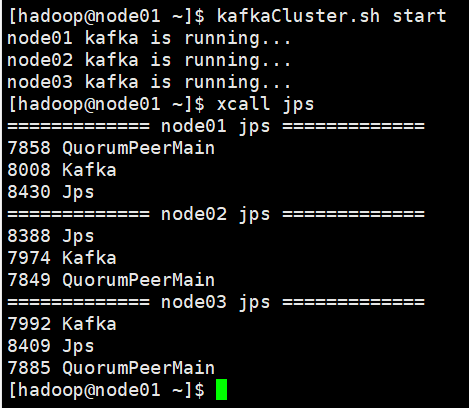 [hadoop@node01 ~]$ kafkaCluster.sh start
node01 kafka is running...
node02 kafka is running...
node03 kafka is running...
[hadoop@node01 ~]$ xcall jps
============= node01 jps =============
7858 QuorumPeerMain
8008 Kafka
8430 Jps
============= node02 jps =============
8388 Jps
7974 Kafka
7849 QuorumPeerMain
============= node03 jps =============
7992 Kafka
8409 Jps
7885 QuorumPeerMain
[hadoop@node01 ~]$